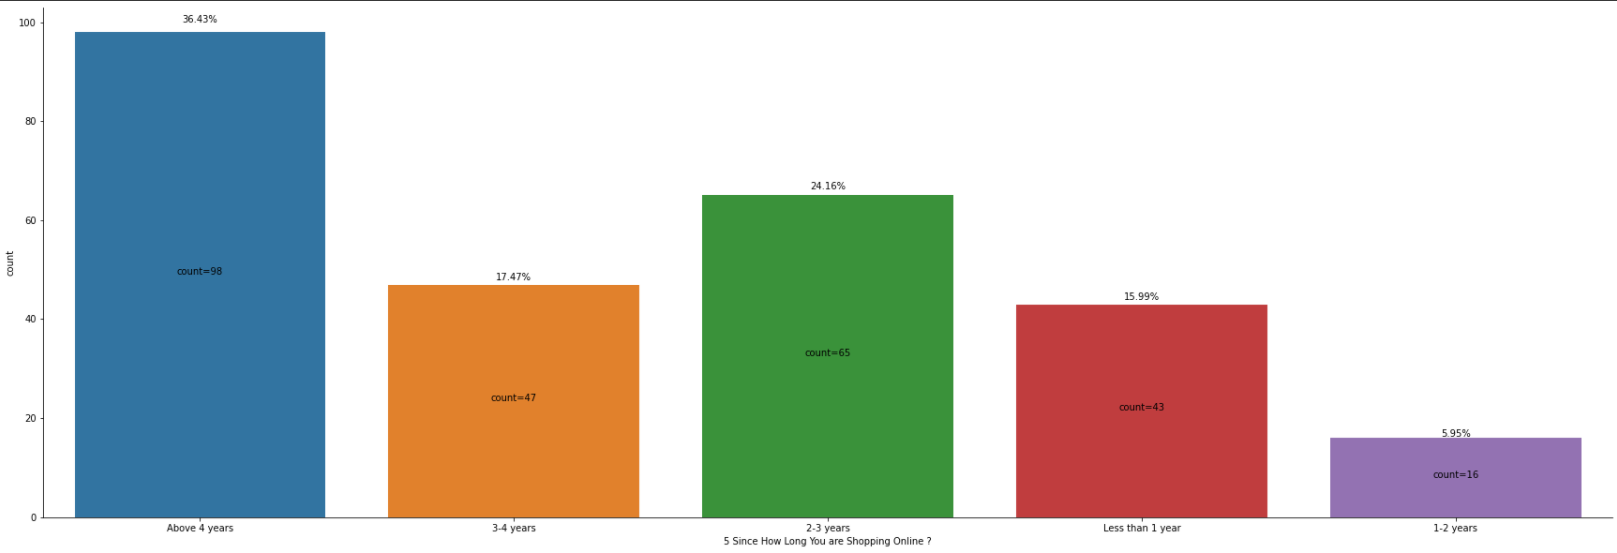 100
36.43%
80
24.16%
60
count
count=98
17.47%
15.99%
40
count=65
count=47
count=43
20
5.95%
count=16
0
Above 4 years
3-4 years
2-3 years
Less than 1 year
1-2 years
5 Since How Long You are Shopping Online ?